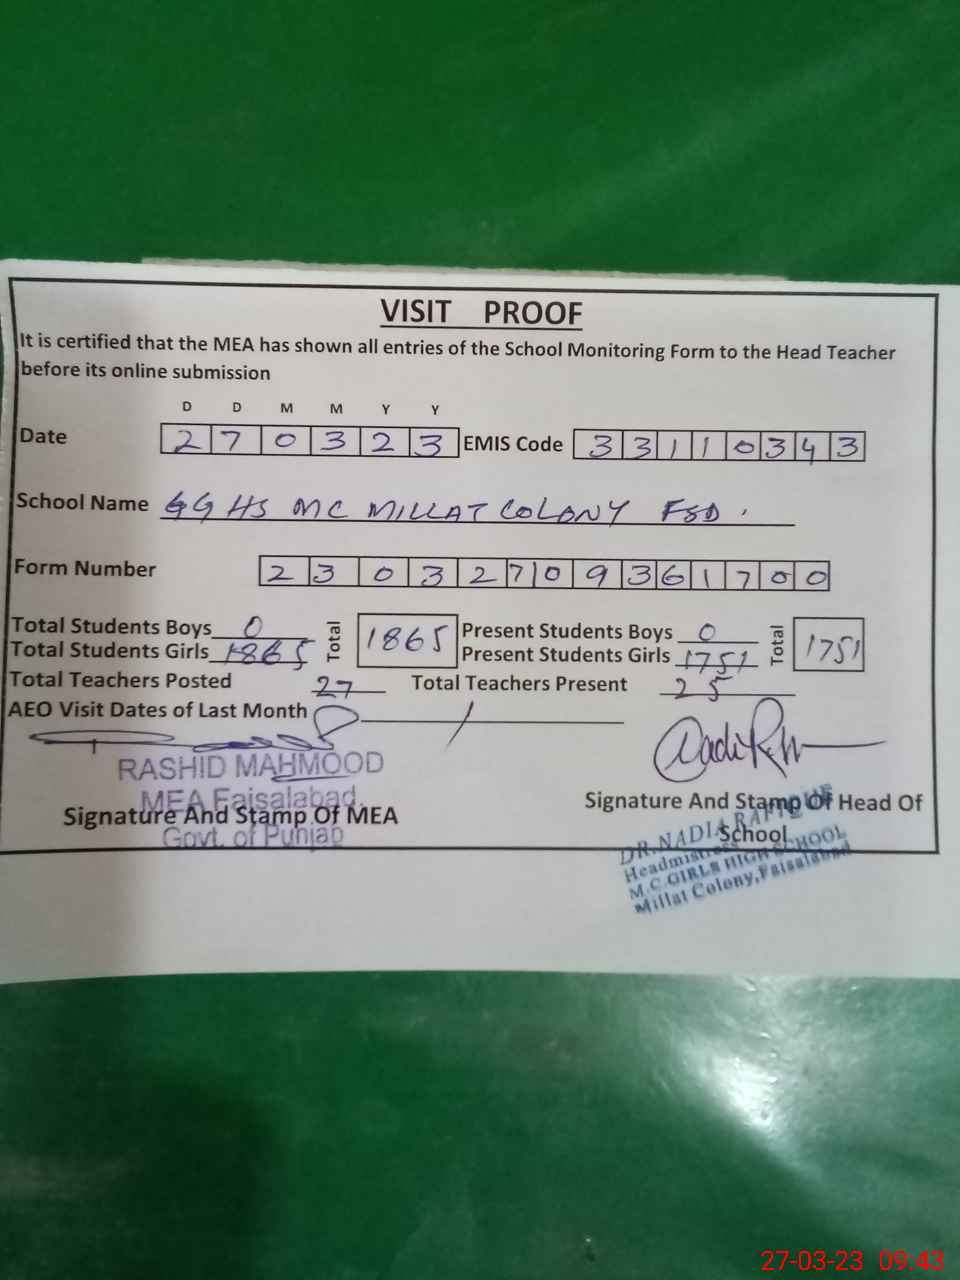 VISIT PROOF
It is certified that the MEA has shown all entries of the School Monitoring Form to the Head Teacher
before its online submission
D D M M Y Y
Date 2 7 0 3 2 3 EMIS Code 3 3 1 1 0 3 4 3
School Name GGHS MC MILLAT COLONY FSD.
Form Number 2 3 0 3 2 7 0 9 3 6 1 7 0 0
Total Students Boys 0 Total 1865 Present Students Boys 0 Total 1751
Total Students Girls 1865 Present Students Girls 1751
Total Teachers Posted 27 Total Teachers Present 25
AEO Visit Dates of Last Month /
RASHID MAHMOOD
MEA Faisalabad
Signature And Stamp Of MEA
Govt. of Punjab
Signature And Stamp Of Head Of
School
DR. NADIA RAFIQUE
Headmistress
M.C. GIRLS HIGH SCHOOL
Millat Colony, Faisalabad
27-03-23 09:43